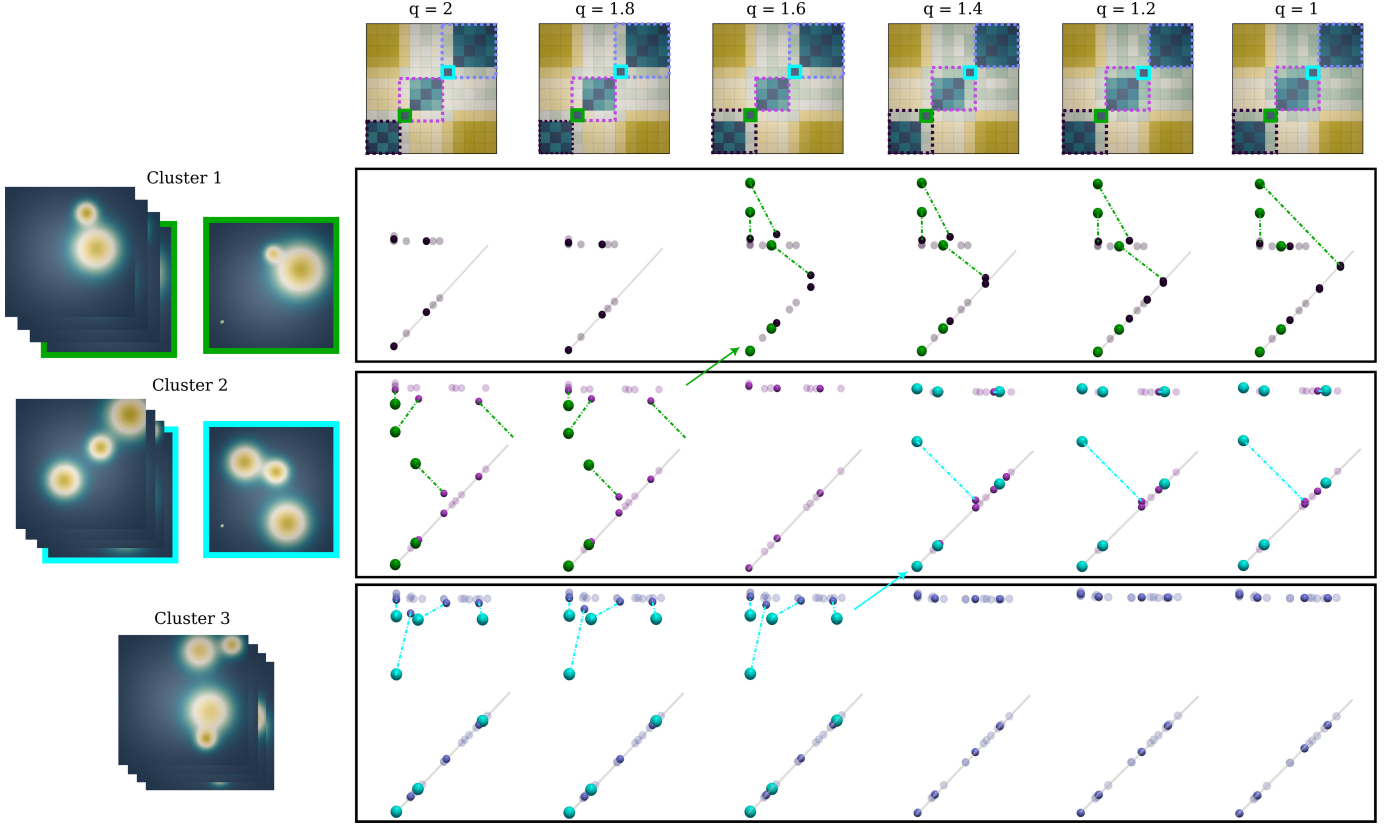 q = 2
q = 1.8
q = 1.6
q = 1.4
q = 1.2
q = 1
Cluster 1
Cluster 2
Cluster 3